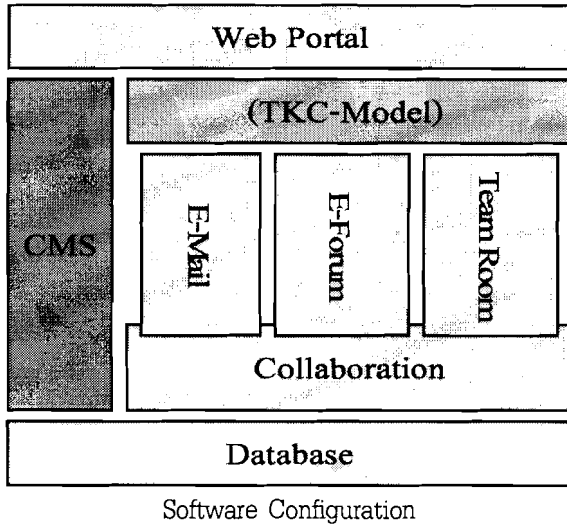 Web Portal
(TKC-Model)
CMS
E-Mail
E-Forum
Team Room
Collaboration
Database
Software Configuration